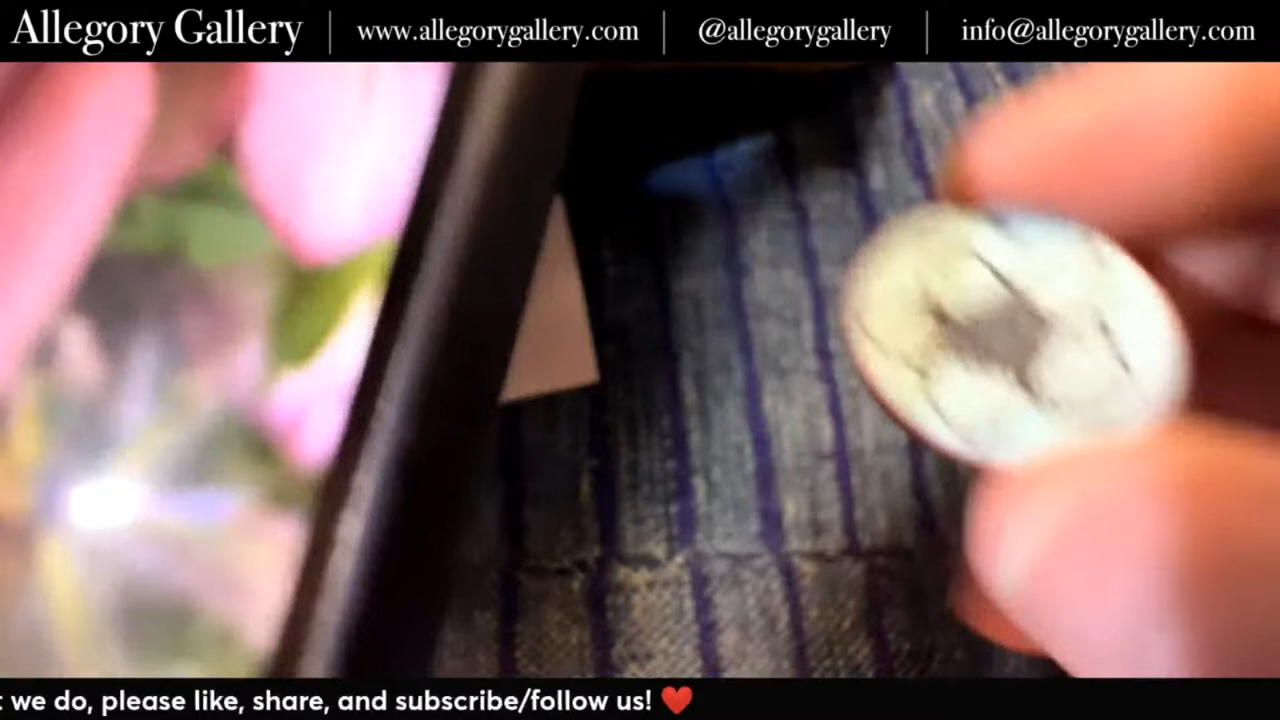 Allegory Gallery | www.allegorygallery.com | @allegorygallery | info@allegorygallery.com
we do, please like, share, and subscribe/follow us! ❤️